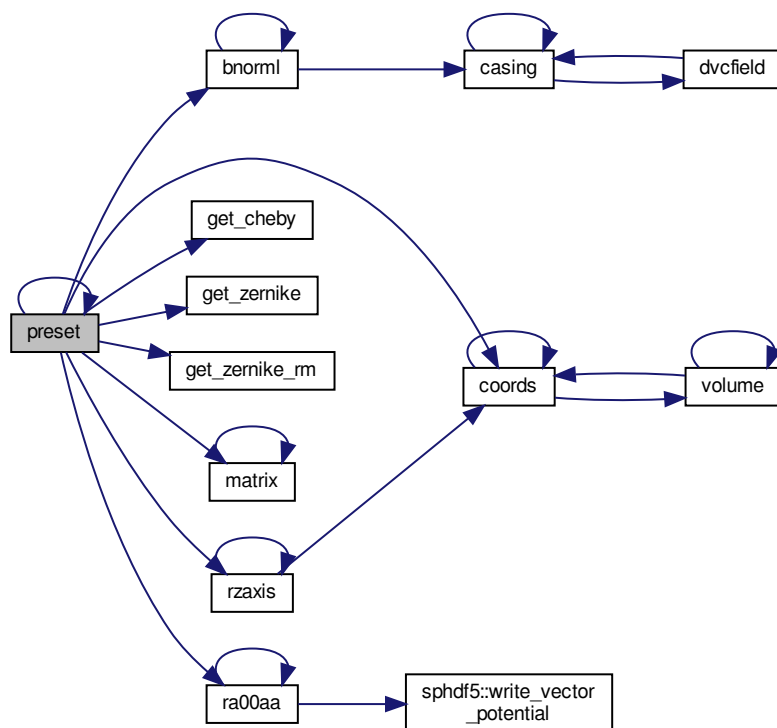 bnorml
casing
dvcfield
get_cheby
get_zernike
preset
get_zernike_rm
coords
volume
matrix
rzaxis
ra00aa
sphdf5::write_vector
_potential